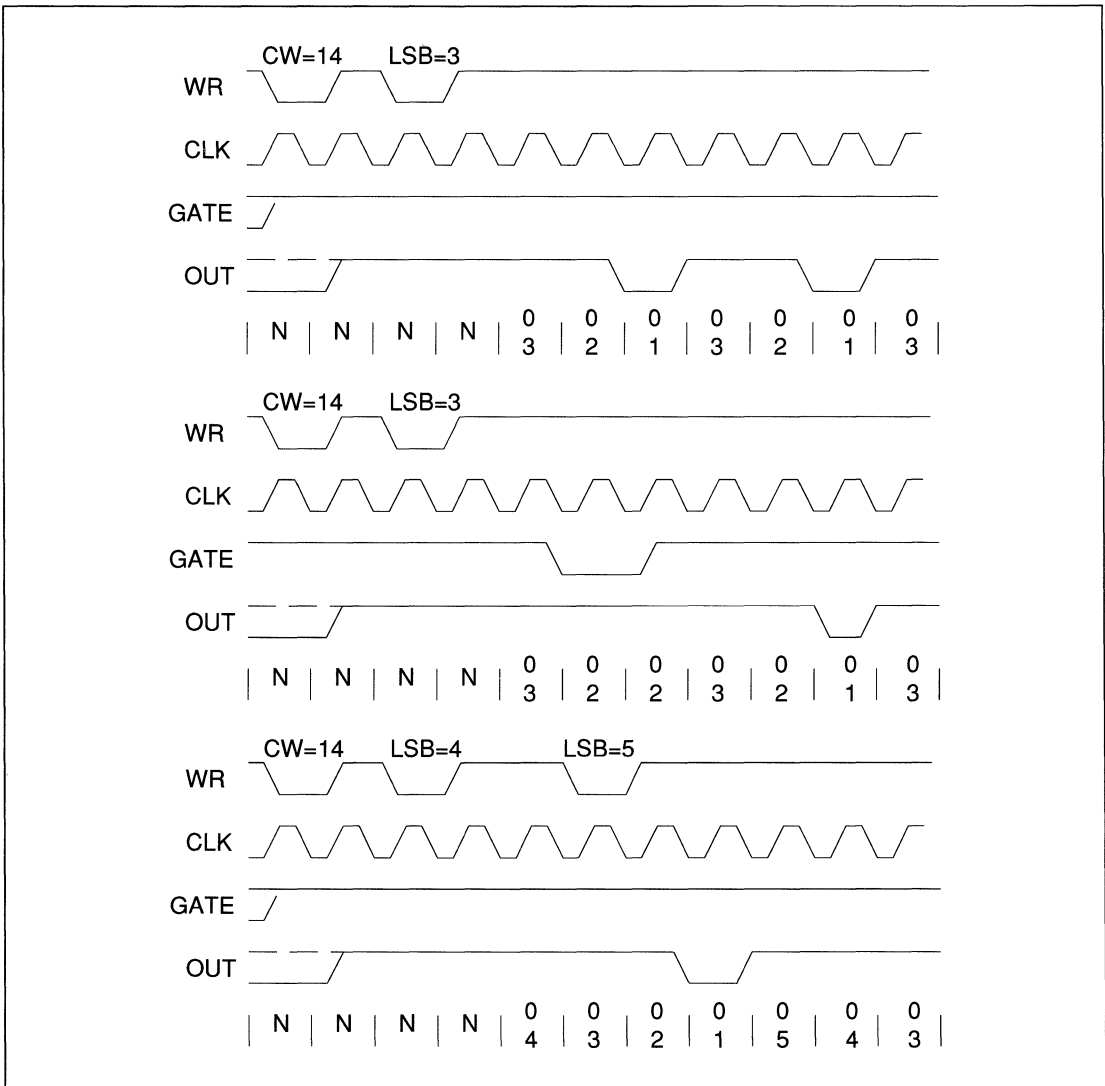 CW=14 LSB=3
WR
CLK
GATE
OUT
0 0 0 0 0 0 0
| N | N | N | N | 3 | 2 | 1 | 3 | 2 | 1 | 3 |
CW=14 LSB=3
WR
CLK
GATE
OUT
0 0 0 0 0 0 0
| N | N | N | N | 3 | 2 | 2 | 3 | 2 | 1 | 3 |
CW=14 LSB=4 LSB=5
WR
CLK
GATE
OUT
0 0 0 0 0 0 0
| N | N | N | N | 4 | 3 | 2 | 1 | 5 | 4 | 3 |